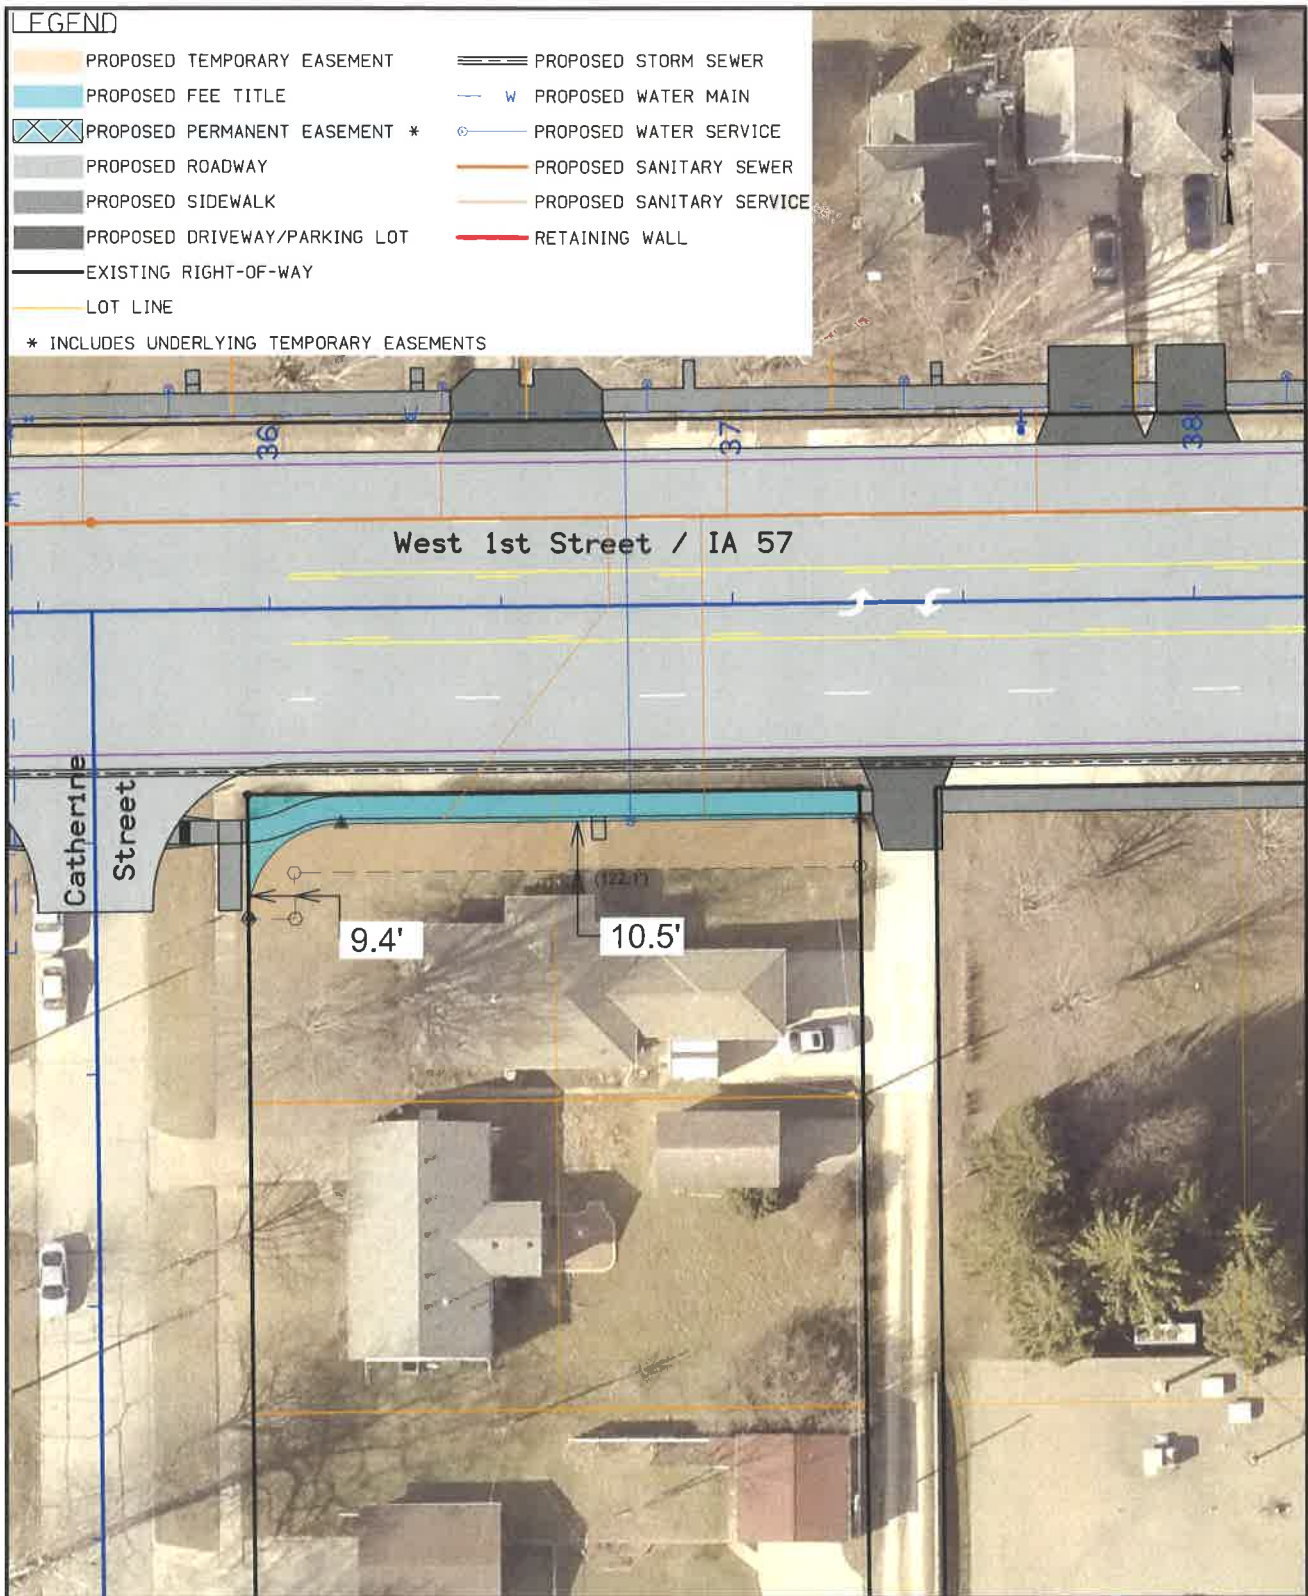 LEGEND
PROPOSED TEMPORARY EASEMENT
PROPOSED FEE TITLE
PROPOSED PERMANENT EASEMENT *
PROPOSED ROADWAY
PROPOSED SIDEWALK
PROPOSED DRIVEWAY/PARKING LOT
EXISTING RIGHT-OF-WAY
LOT LINE
* INCLUDES UNDERLYING TEMPORARY EASEMENTS
PROPOSED STORM SEWER
W PROPOSED WATER MAIN
PROPOSED WATER SERVICE
PROPOSED SANITARY SEWER
PROPOSED SANITARY SERVICE
RETAINING WALL
36
37
38
West 1st Street / IA 57
Catherine
Street
(122.1')
9.4'
10.5'